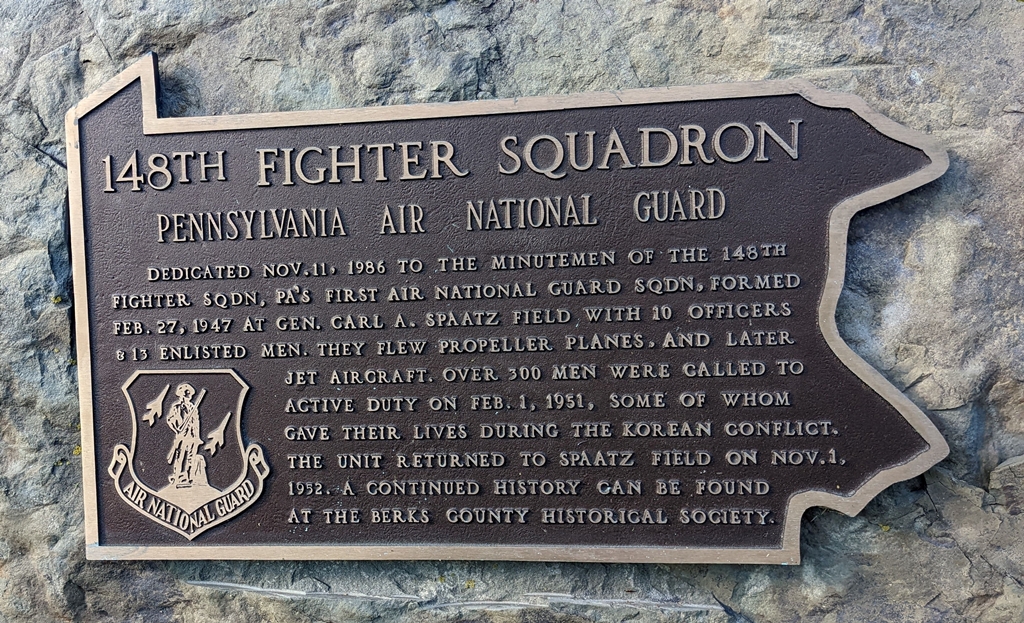 148TH FIGHTER SQUADRON
PENNSYLVANIA AIR NATIONAL GUARD
DEDICATED NOV.11, 1986 TO THE MINUTEMEN OF THE 148TH
FIGHTER SQDN, PA'S FIRST AIR NATIONAL GUARD SQDN, FORMED
FEB. 27, 1947 AT GEN. CARL A. SPAATZ FIELD WITH 10 OFFICERS
& 13 ENLISTED MEN. THEY FLEW PROPELLER PLANES, AND LATER
JET AIRCRAFT. OVER 300 MEN WERE CALLED TO
ACTIVE DUTY ON FEB. 1, 1951, SOME OF WHOM
GAVE THEIR LIVES DURING THE KOREAN CONFLICT.
THE UNIT RETURNED TO SPAATZ FIELD ON NOV.1,
1952. A CONTINUED HISTORY CAN BE FOUND
AT THE BERKS COUNTY HISTORICAL SOCIETY.
AIR NATIONAL GUARD